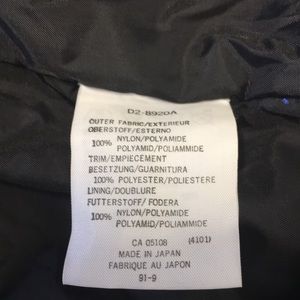 D2-8920A
OUTER FABRIC/EXTERIEUR
OBERSTOFF/ESTERNO
100% NYLON/POLYAMIDE
POLYAMID/POLIAMMIDE
TRIM/EMPIECEMENT
BESETZUNG/GUARNITURA
100% POLYESTER/POLIESTERE
LINING/DOUBLURE
FUTTERSTOFF/FODERA
100% NYLON/POLYAMIDE
POLYAMID/POLIAMMIDE
CA 05108 (4101)
MADE IN JAPAN
FABRIQUE AU JAPON
91-9